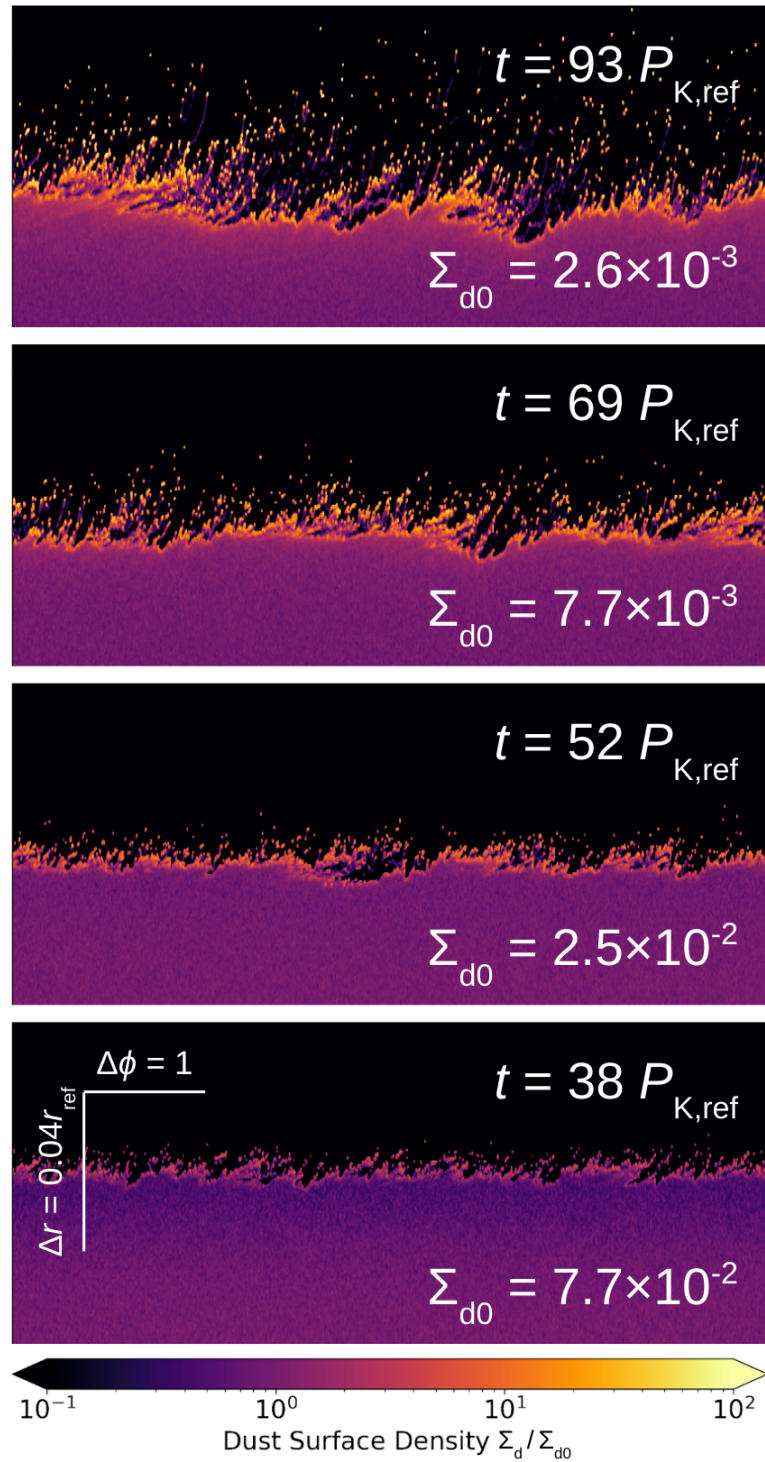 t = 93 P_K,ref
Σ_d0 = 2.6×10^-3
t = 69 P_K,ref
Σ_d0 = 7.7×10^-3
t = 52 P_K,ref
Σ_d0 = 2.5×10^-2
Δϕ = 1
t = 38 P_K,ref
Δr = 0.04r_ref
Σ_d0 = 7.7×10^-2
10^-1 10^0 10^1 10^2
Dust Surface Density Σ_d/Σ_d0